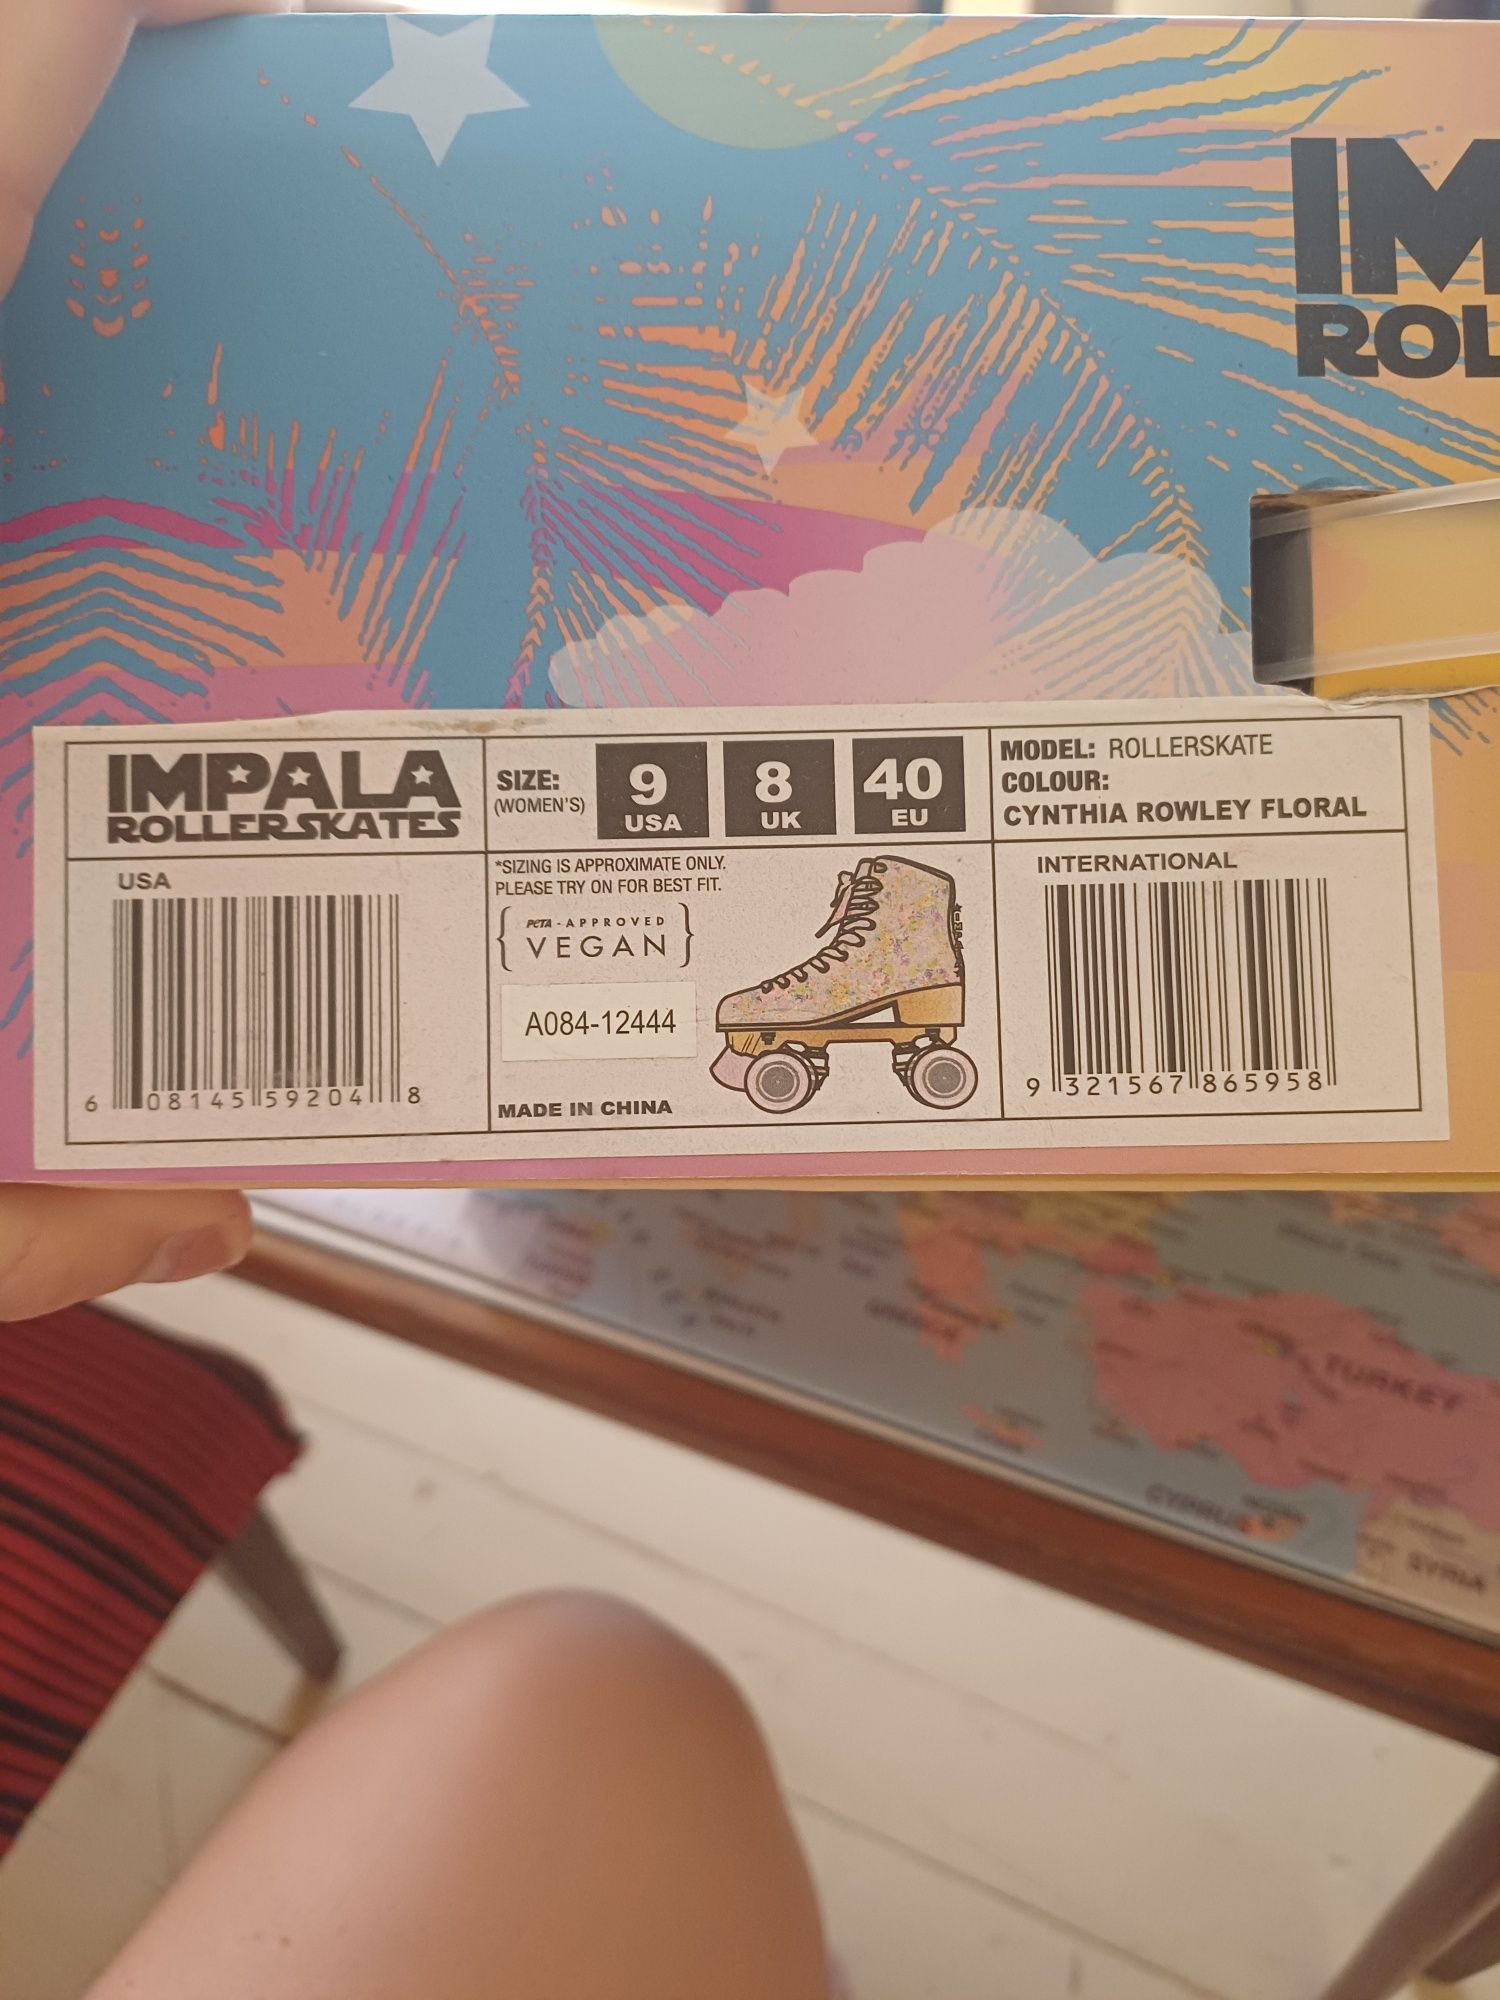 IM
ROL
IMPALA
ROLLERSKATES
SIZE:
(WOMEN'S)
9
USA
8
UK
40
EU
MODEL: ROLLERSKATE
COLOUR:
CYNTHIA ROWLEY FLORAL
USA
6 08145 59204 8
*SIZING IS APPROXIMATE ONLY.
PLEASE TRY ON FOR BEST FIT.
PETA-APPROVED
VEGAN
A084-12444
MADE IN CHINA
IMPALA
INTERNATIONAL
9 321567 865958
TURKEY
CYPRUS
SYRIA